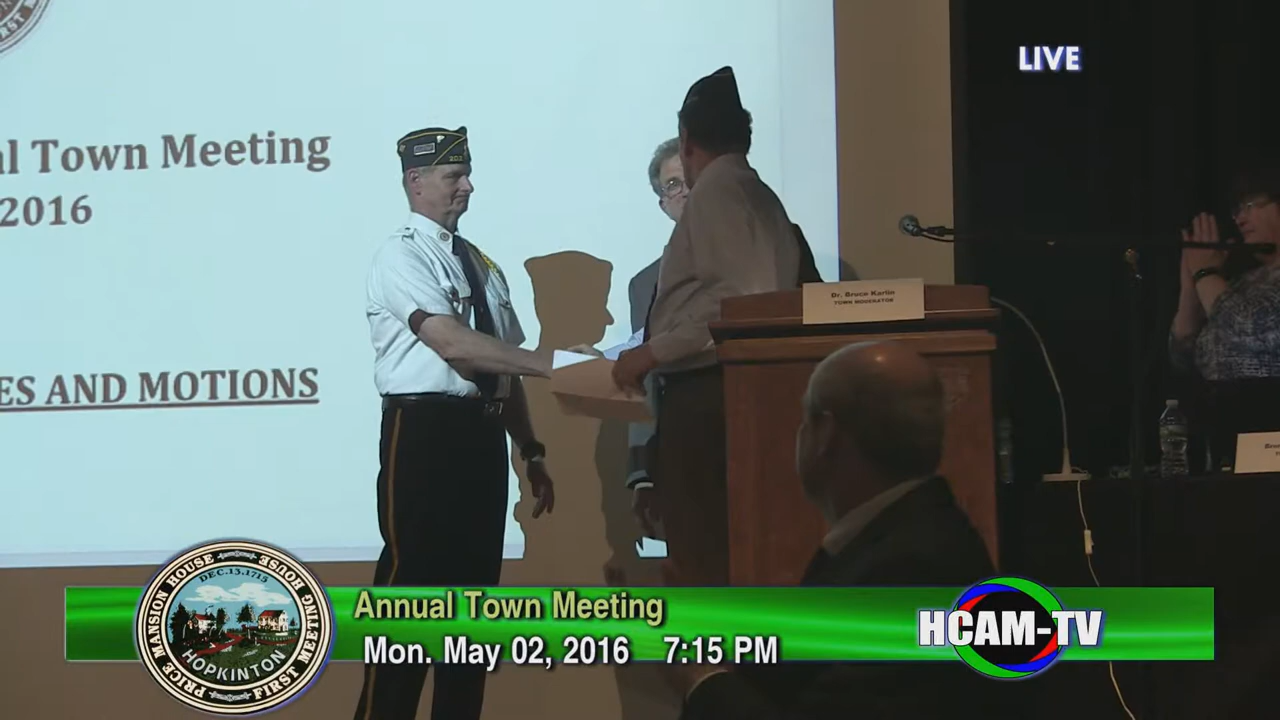 LIVE
al Town Meeting
2016
ES AND MOTIONS
202
Dr. Bruce Karlin
TOWN MODERATOR
PRICE MANSION HOUSE
FIRST MEETING HOUSE
DEC.13.1715
HOPKINTON
Annual Town Meeting
Mon. May 02, 2016 7:15 PM
HCAM-TV